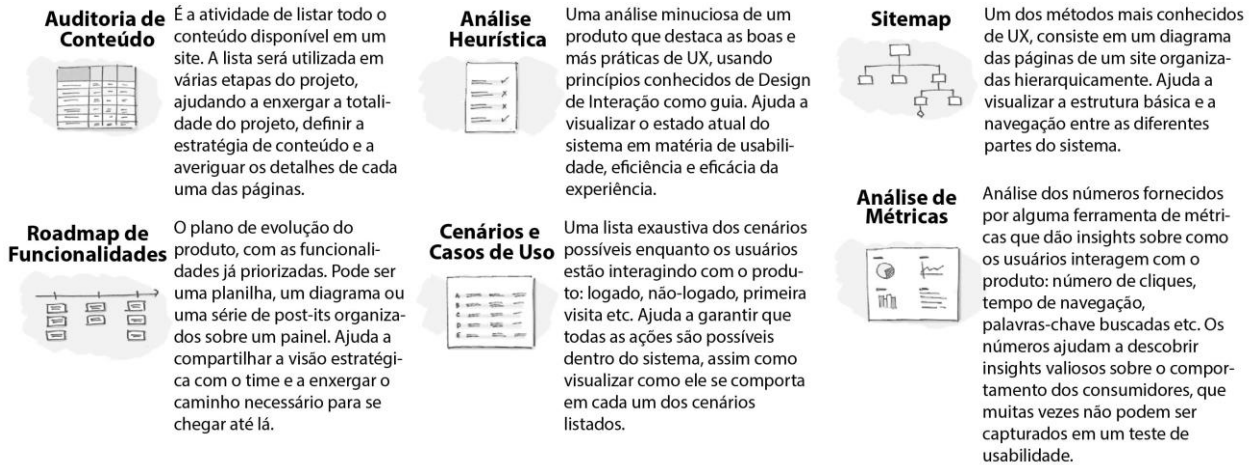 Auditoria de
Conteúdo
É a atividade de listar todo o
conteúdo disponível em um
site. A lista será utilizada em
várias etapas do projeto,
ajudando a enxergar a totali-
dade do projeto, definir a
estratégia de conteúdo e a
averiguar os detalhes de cada
uma das páginas.
Análise
Heurística
Uma análise minuciosa de um
produto que destaca as boas e
más práticas de UX, usando
princípios conhecidos de Design
de Interação como guia. Ajuda a
visualizar o estado atual do
sistema em matéria de usabili-
dade, eficiência e eficácia da
experiência.
Sitemap
Um dos métodos mais conhecidos
de UX, consiste em um diagrama
das páginas de um site organiza-
das hierarquicamente. Ajuda a
visualizar a estrutura básica e a
navegação entre as diferentes
partes do sistema.
Roadmap de
Funcionalidades
O plano de evolução do
produto, com as funcionali-
dades já priorizadas. Pode ser
uma planilha, um diagrama ou
uma série de post-its organiza-
dos sobre um painel. Ajuda a
compartilhar a visão estratégi-
ca com o time e a enxergar o
caminho necessário para se
chegar até lá.
Cenários e
Casos de Uso
Uma lista exaustiva dos cenários
possíveis enquanto os usuários
estão interagindo com o produ-
to: logado, não-logado, primeira
visita etc. Ajuda a garantir que
todas as ações são possíveis
dentro do sistema, assim como
visualizar como ele se comporta
em cada um dos cenários
listados.
Análise de
Métricas
Análise dos números fornecidos
por alguma ferramenta de métri-
cas que dão insights sobre como
os usuários interagem com o
produto: número de cliques,
tempo de navegação,
palavras-chave buscadas etc. Os
números ajudam a descobrir
insights valiosos sobre o compor-
tamento dos consumidores, que
muitas vezes não podem ser
capturados em um teste de
usabilidade.